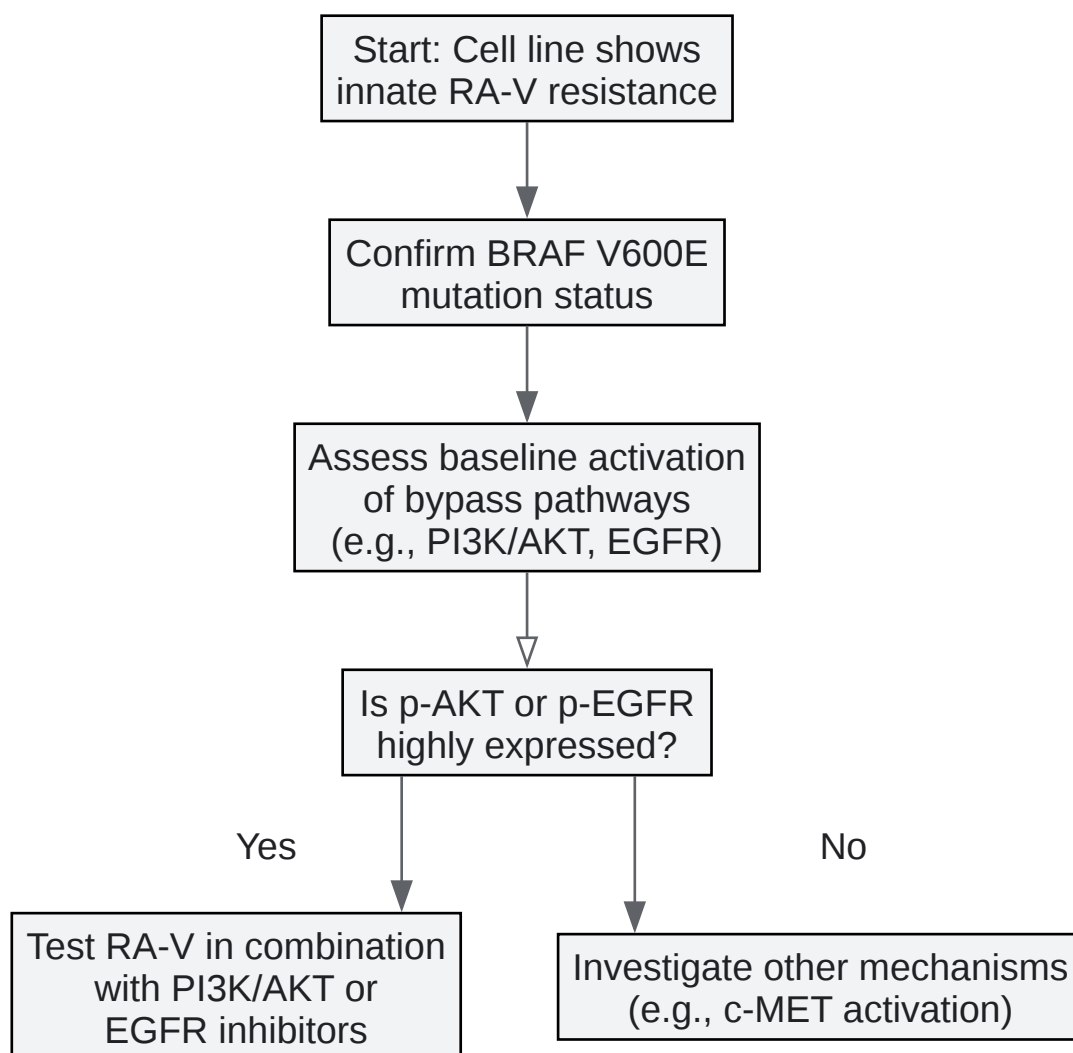 Start: Cell line shows
innate RA-V resistance
Confirm BRAF V600E
mutation status
Assess baseline activation
of bypass pathways
(e.g., PI3K/AKT, EGFR)
Is p-AKT or p-EGFR
highly expressed?
Yes
No
Test RA-V in combination
with PI3K/AKT or
EGFR inhibitors
Investigate other mechanisms
(e.g., c-MET activation)